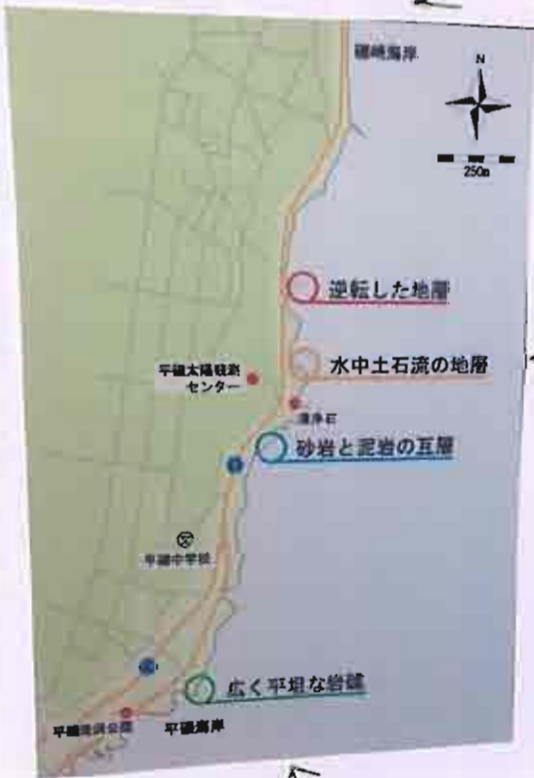 磯崎海岸
N
250m
逆転した地層
水中土石流の地層
平磯太陽観測
センター
清浄石
砂岩と泥岩の互層
平磯中学校
広く平坦な岩礁
平磯海岸